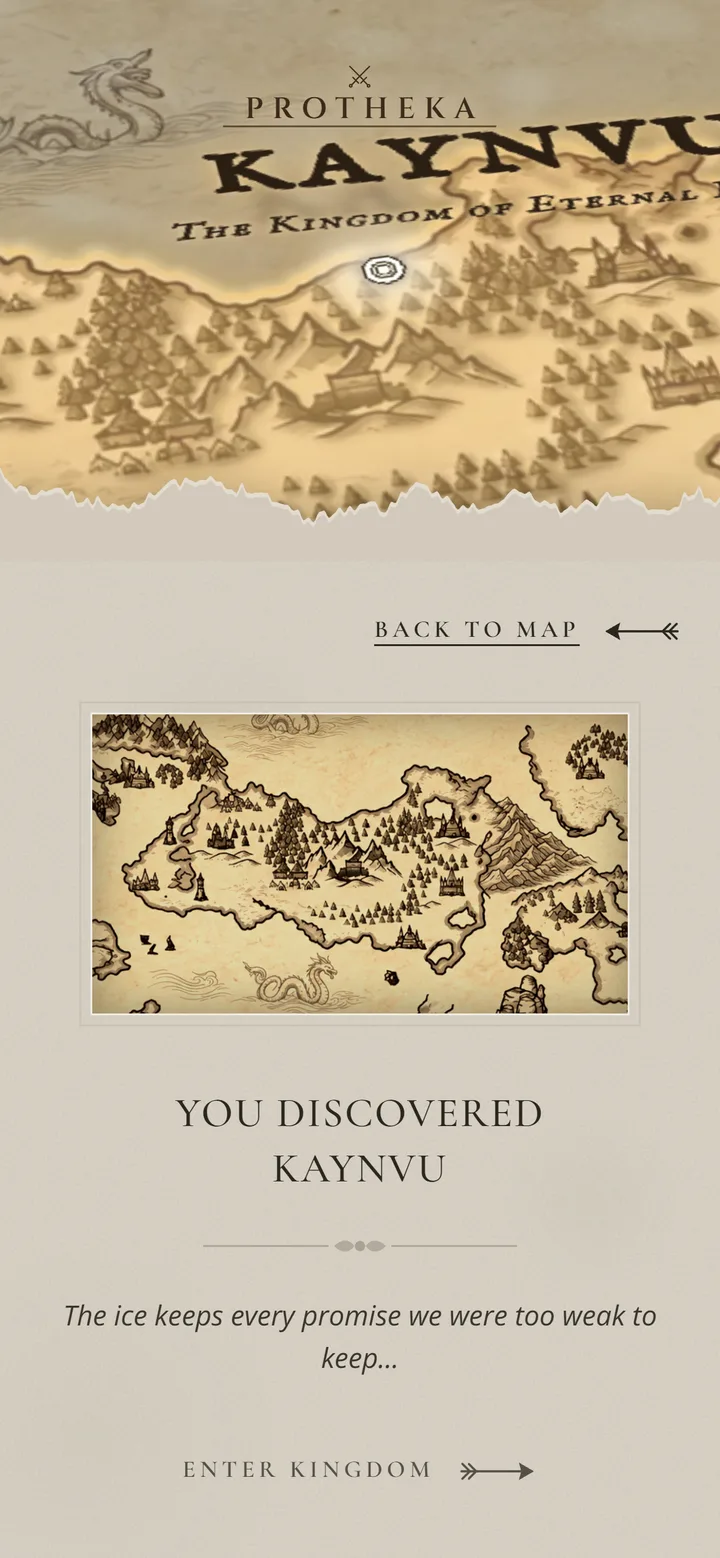 PROTHEKA
KAYNVU
THE KINGDOM OF ETERNAL
BACK TO MAP
YOU DISCOVERED
KAYNVU
The ice keeps every promise we were too weak to
keep...
ENTER KINGDOM